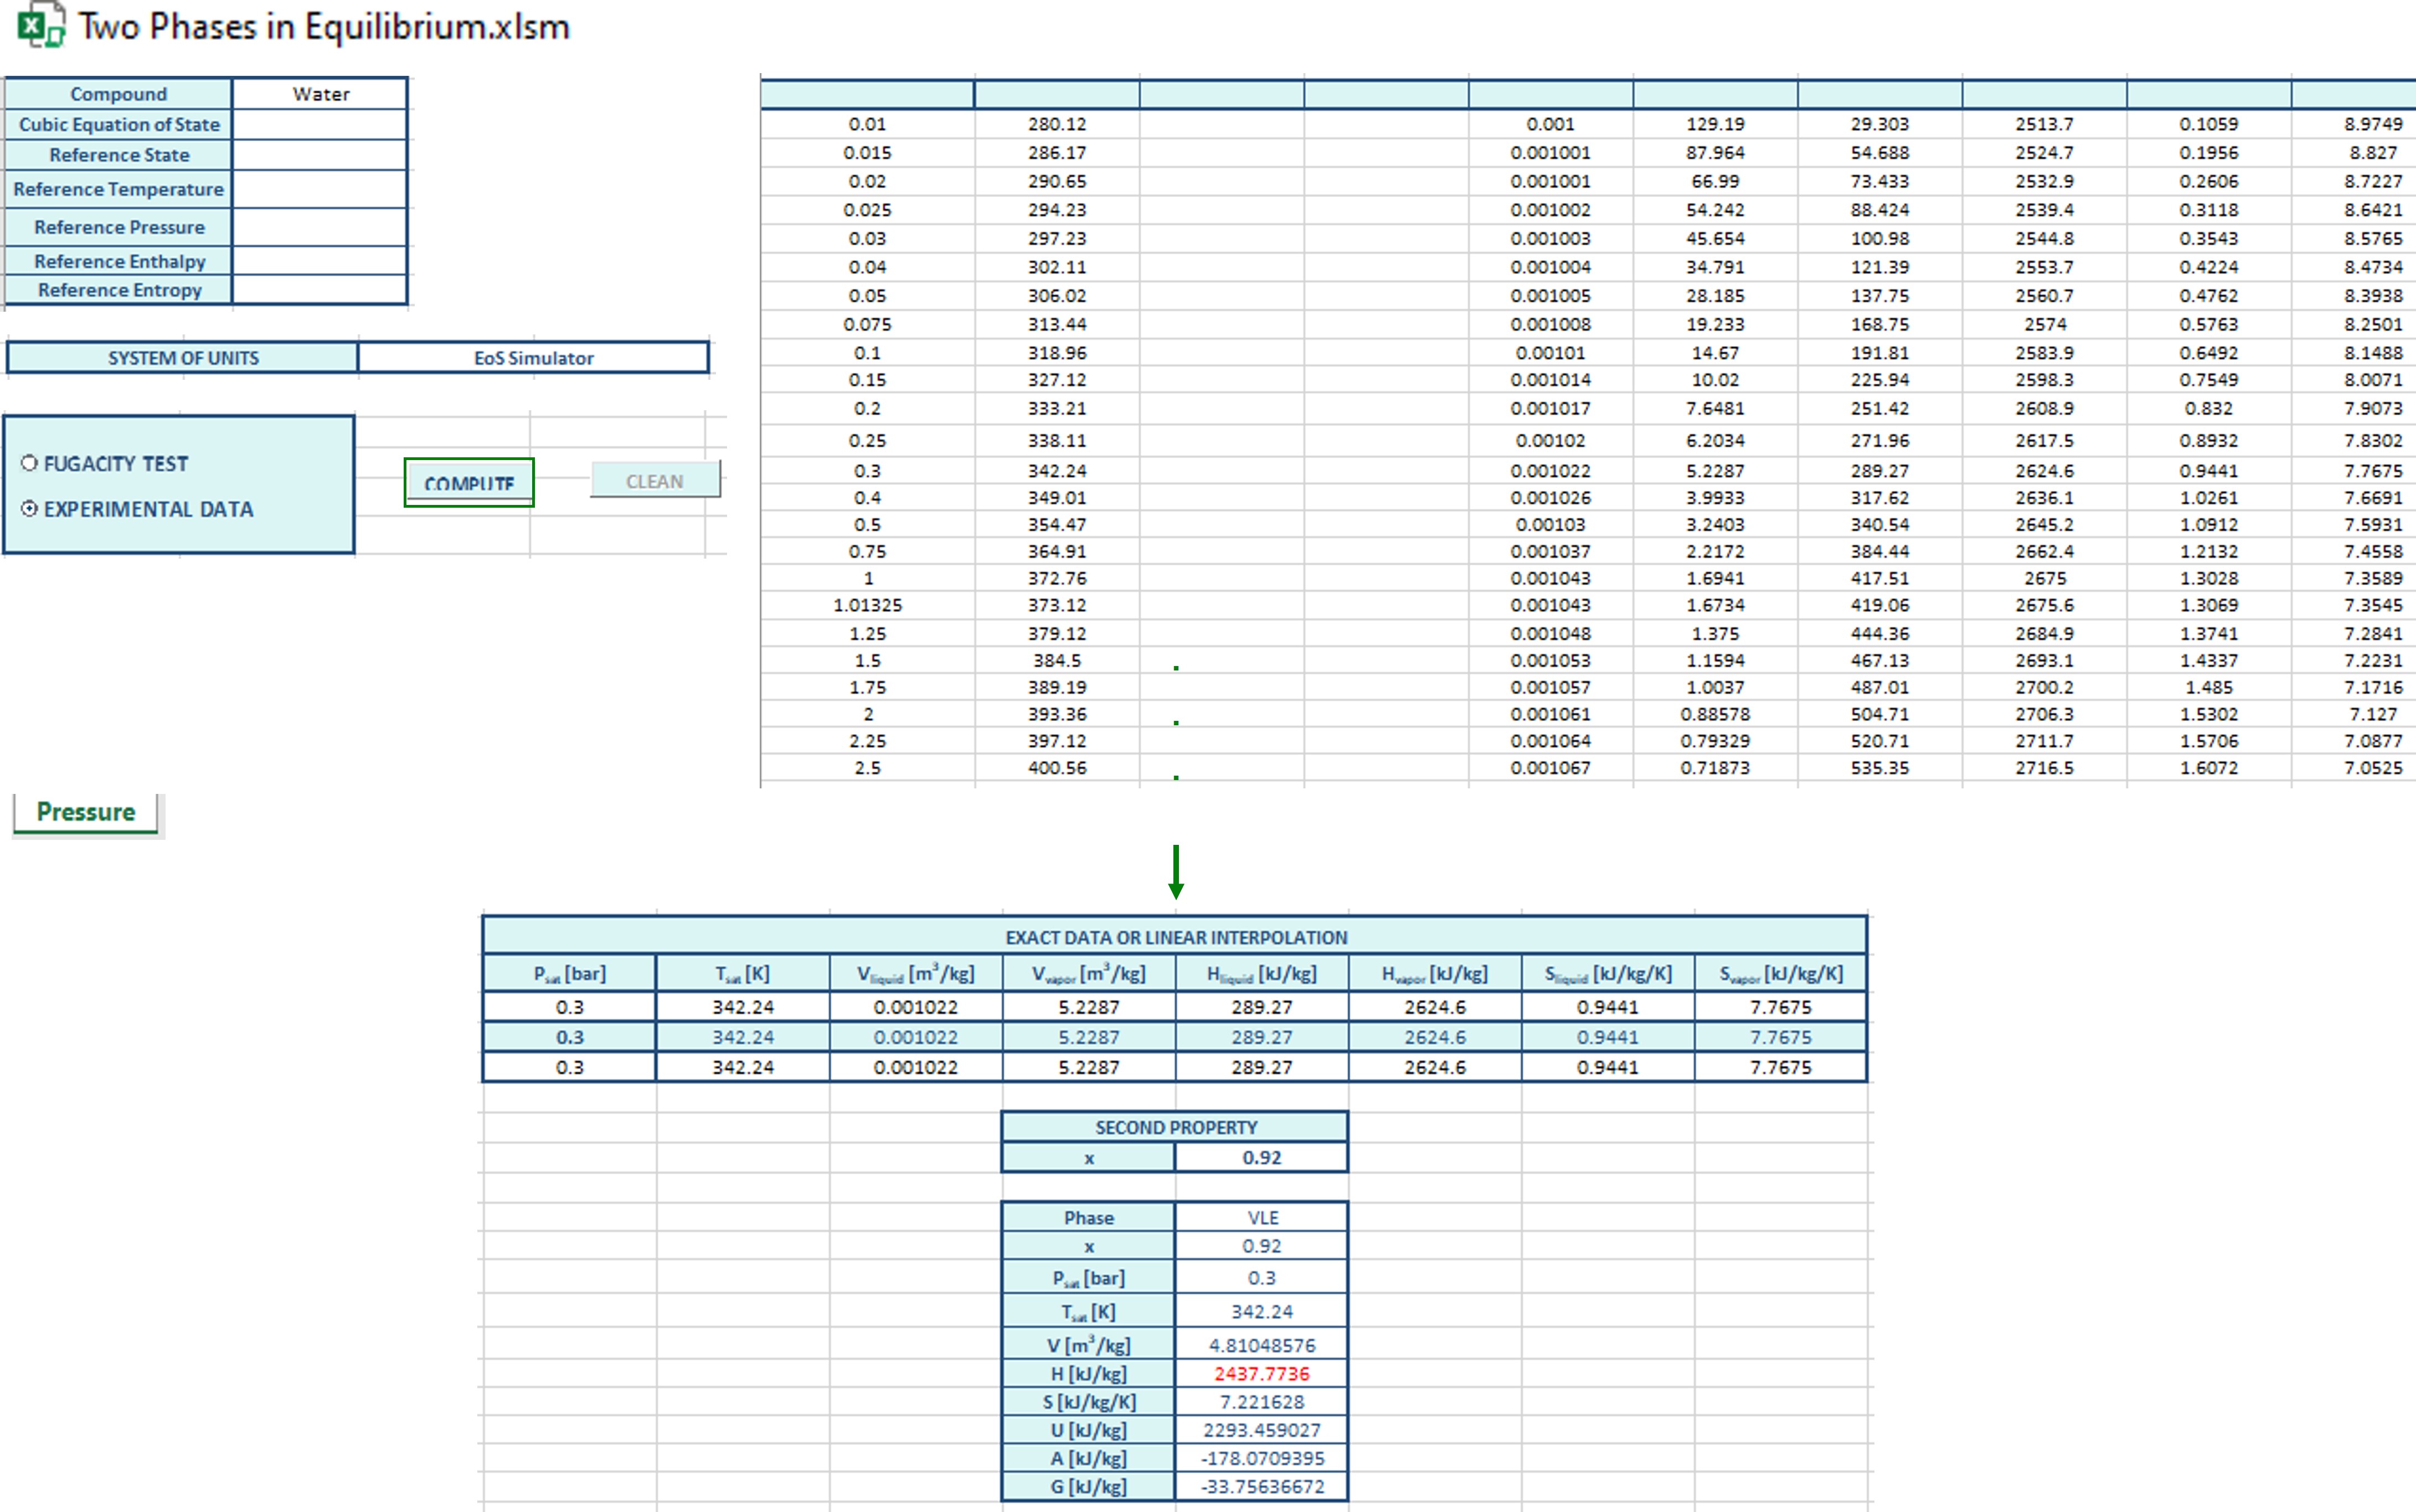 Two Phases in Equilibrium.xlsm
Compound Water
Cubic Equation of State
Reference State
Reference Temperature
Reference Pressure
Reference Enthalpy
Reference Entropy
SYSTEM OF UNITS EoS Simulator
FUGACITY TEST
EXPERIMENTAL DATA
COMPUTE
CLEAN
0.01 280.12 0.001 129.19 29.303 2513.7 0.1059 8.9749
0.015 286.17 0.001001 87.964 54.688 2524.7 0.1956 8.827
0.02 290.65 0.001001 66.99 73.433 2532.9 0.2606 8.7227
0.025 294.23 0.001002 54.242 88.424 2539.4 0.3118 8.6421
0.03 297.23 0.001003 45.654 100.98 2544.8 0.3543 8.5765
0.04 302.11 0.001004 34.791 121.39 2553.7 0.4224 8.4734
0.05 306.02 0.001005 28.185 137.75 2560.7 0.4762 8.3938
0.075 313.44 0.001008 19.233 168.75 2574 0.5763 8.2501
0.1 318.96 0.00101 14.67 191.81 2583.9 0.6492 8.1488
0.15 327.12 0.001014 10.02 225.94 2598.3 0.7549 8.0071
0.2 333.21 0.001017 7.6481 251.42 2608.9 0.832 7.9073
0.25 338.11 0.00102 6.2034 271.96 2617.5 0.8932 7.8302
0.3 342.24 0.001022 5.2287 289.27 2624.6 0.9441 7.7675
0.4 349.01 0.001026 3.9933 317.62 2636.1 1.0261 7.6691
0.5 354.47 0.00103 3.2403 340.54 2645.2 1.0912 7.5931
0.75 364.91 0.001037 2.2172 384.44 2662.4 1.2132 7.4558
1 372.76 0.001043 1.6941 417.51 2675 1.3028 7.3589
1.01325 373.12 0.001043 1.6734 419.06 2675.6 1.3069 7.3545
1.25 379.12 0.001048 1.375 444.36 2684.9 1.3741 7.2841
1.5 384.5 0.001053 1.1594 467.13 2693.1 1.4337 7.2231
1.75 389.19 0.001057 1.0037 487.01 2700.2 1.485 7.1716
2 393.36 0.001061 0.88578 504.71 2706.3 1.5302 7.127
2.25 397.12 0.001064 0.79329 520.71 2711.7 1.5706 7.0877
2.5 400.56 0.001067 0.71873 535.35 2716.5 1.6072 7.0525
Pressure
EXACT DATA OR LINEAR INTERPOLATION
Psat [bar] Tsat [K] Vliquid [m³/kg] Vvapor [m³/kg] Hliquid [kJ/kg] Hvapor [kJ/kg] Sliquid [kJ/kg/K] Svapor [kJ/kg/K]
0.3 342.24 0.001022 5.2287 289.27 2624.6 0.9441 7.7675
0.3 342.24 0.001022 5.2287 289.27 2624.6 0.9441 7.7675
0.3 342.24 0.001022 5.2287 289.27 2624.6 0.9441 7.7675
SECOND PROPERTY
x 0.92
Phase VLE
x 0.92
Psat [bar] 0.3
Tsat [K] 342.24
V [m³/kg] 4.81048576
H [kJ/kg] 2437.7736
S [kJ/kg/K] 7.221628
U [kJ/kg] 2293.459027
A [kJ/kg] -178.0709395
G [kJ/kg] -33.75636672